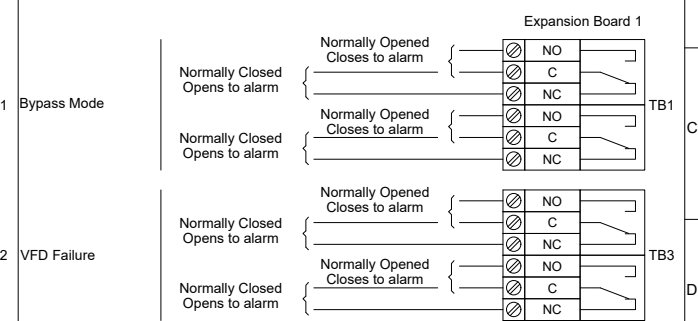 Expansion Board 1
Normally Opened
Closes to alarm
NO
Normally Closed
Opens to alarm
C
NC
1 Bypass Mode
TB1
Normally Opened
Closes to alarm
NO
C
Normally Closed
Opens to alarm
C
NC
Normally Opened
Closes to alarm
NO
Normally Closed
Opens to alarm
C
NC
2 VFD Failure
TB3
Normally Opened
Closes to alarm
NO
Normally Closed
Opens to alarm
C
D
NC